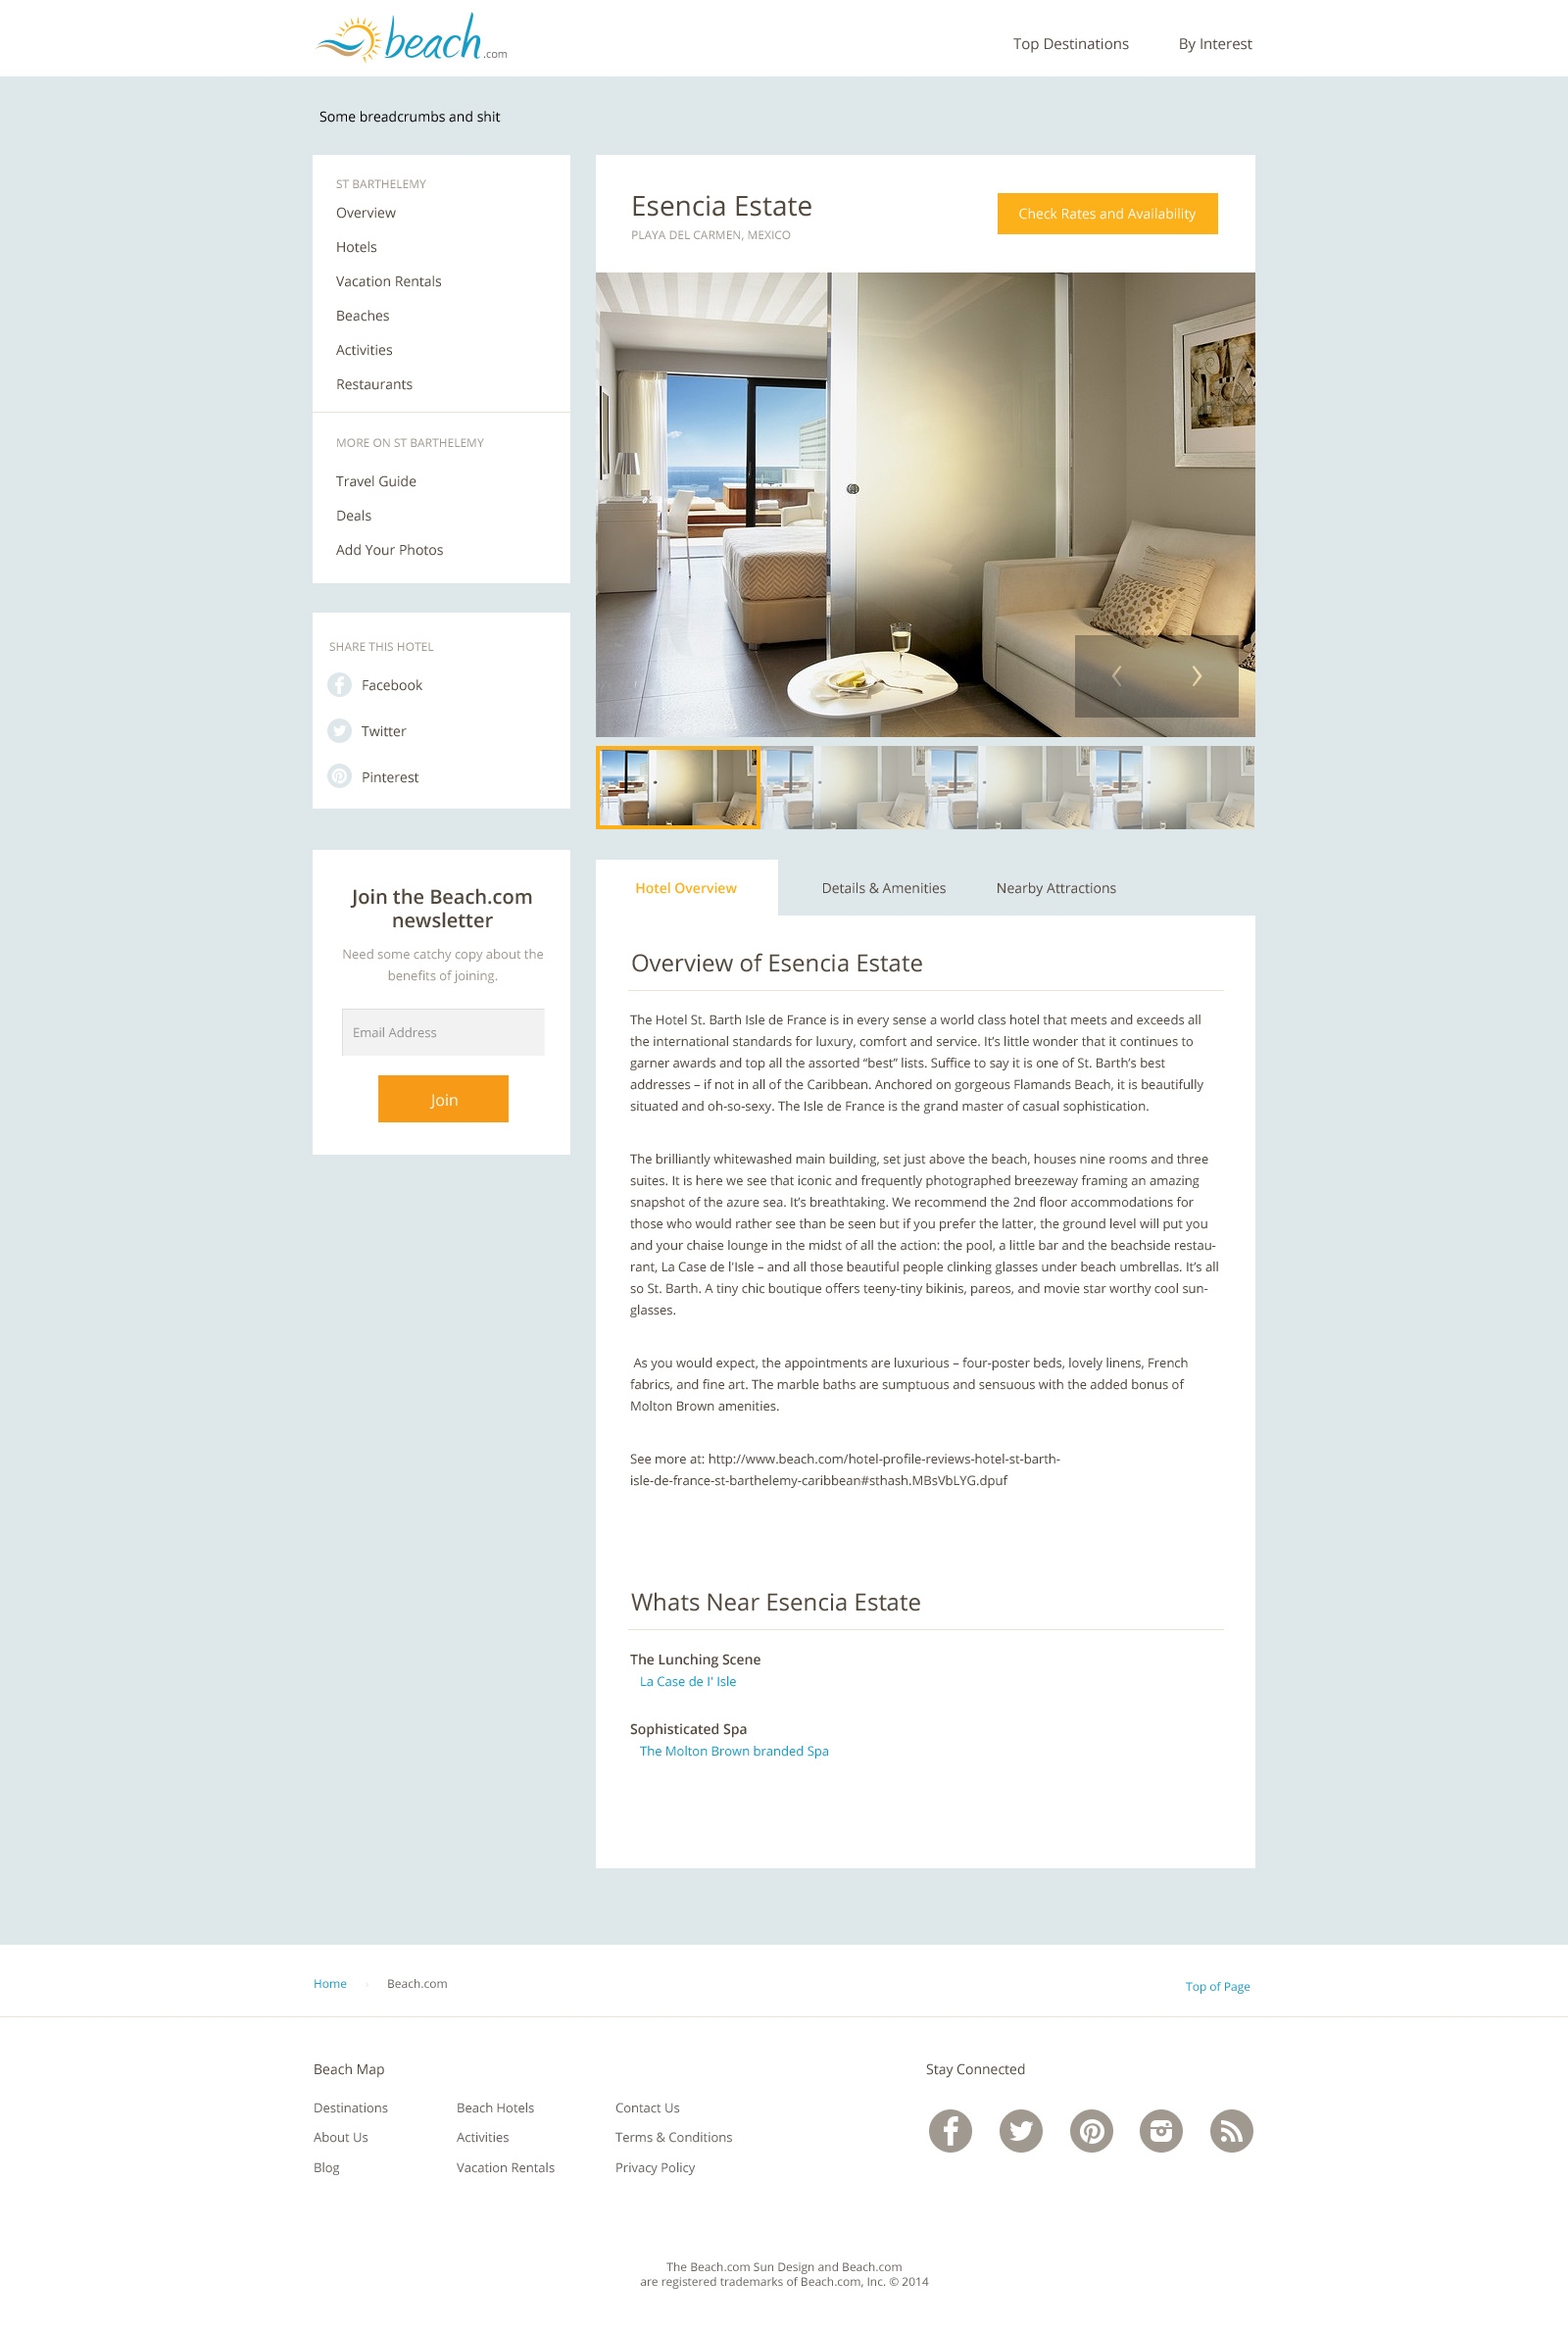 beach.com
Top Destinations
By Interest
Some breadcrumbs and shit
ST BARTHELEMY
Overview
Hotels
Vacation Rentals
Beaches
Activities
Restaurants
MORE ON ST BARTHELEMY
Travel Guide
Deals
Add Your Photos
SHARE THIS HOTEL
Facebook
Twitter
Pinterest
Join the Beach.com
newsletter
Need some catchy copy about the
benefits of joining.
Email Address
Join
Esencia Estate
PLAYA DEL CARMEN, MEXICO
Check Rates and Availability
Hotel Overview
Details & Amenities
Nearby Attractions
Overview of Esencia Estate
The Hotel St. Barth Isle de France is in every sense a world class hotel that meets and exceeds all
the international standards for luxury, comfort and service. It’s little wonder that it continues to
garner awards and top all the assorted “best” lists. Suffice to say it is one of St. Barth’s best
addresses – if not in all of the Caribbean. Anchored on gorgeous Flamands Beach, it is beautifully
situated and oh-so-sexy. The Isle de France is the grand master of casual sophistication.
The brilliantly whitewashed main building, set just above the beach, houses nine rooms and three
suites. It is here we see that iconic and frequently photographed breezeway framing an amazing
snapshot of the azure sea. It’s breathtaking. We recommend the 2nd floor accommodations for
those who would rather see than be seen but if you prefer the latter, the ground level will put you
and your chaise lounge in the midst of all the action: the pool, a little bar and the beachside restau-
rant, La Case de l’Isle – and all those beautiful people clinking glasses under beach umbrellas. It’s all
so St. Barth. A tiny chic boutique offers teeny-tiny bikinis, pareos, and movie star worthy cool sun-
glasses.
As you would expect, the appointments are luxurious – four-poster beds, lovely linens, French
fabrics, and fine art. The marble baths are sumptuous and sensuous with the added bonus of
Molton Brown amenities.
See more at: http://www.beach.com/hotel-profile-reviews-hotel-st-barth-
isle-de-france-st-barthelemy-caribbean#sthash.MBsVbLYG.dpuf
Whats Near Esencia Estate
The Lunching Scene
La Case de I' Isle
Sophisticated Spa
The Molton Brown branded Spa
Home › Beach.com
Top of Page
Beach Map
Destinations
About Us
Blog
Beach Hotels
Activities
Vacation Rentals
Contact Us
Terms & Conditions
Privacy Policy
Stay Connected
The Beach.com Sun Design and Beach.com
are registered trademarks of Beach.com, Inc. © 2014